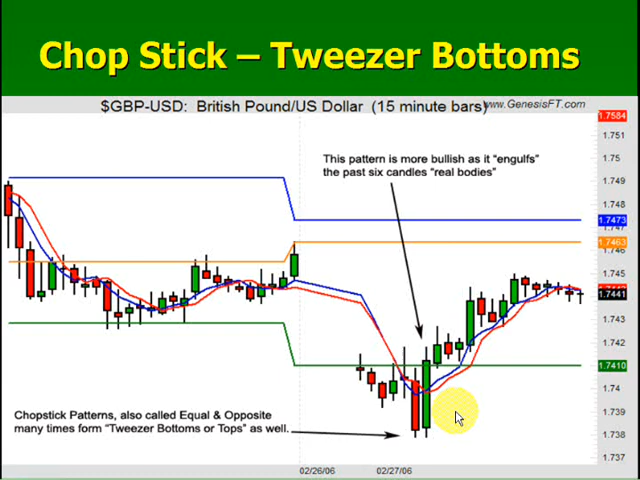 Chop Stick – Tweezer Bottoms
$GBP-USD: British Pound/US Dollar (15 minute bars)
www.GenesisFT.com
1.7584
1.751
1.75
This pattern is more bullish as it "engulfs"
the past six candles "real bodies"
1.749
1.748
1.7473
1.7463
1.746
1.745
1.7441
1.743
1.742
1.7410
1.74
1.739
Chopstick Patterns, also called Equal & Opposite
many times form "Tweezer Bottoms or Tops" as well.
1.738
1.737
02/26/06
02/27/06